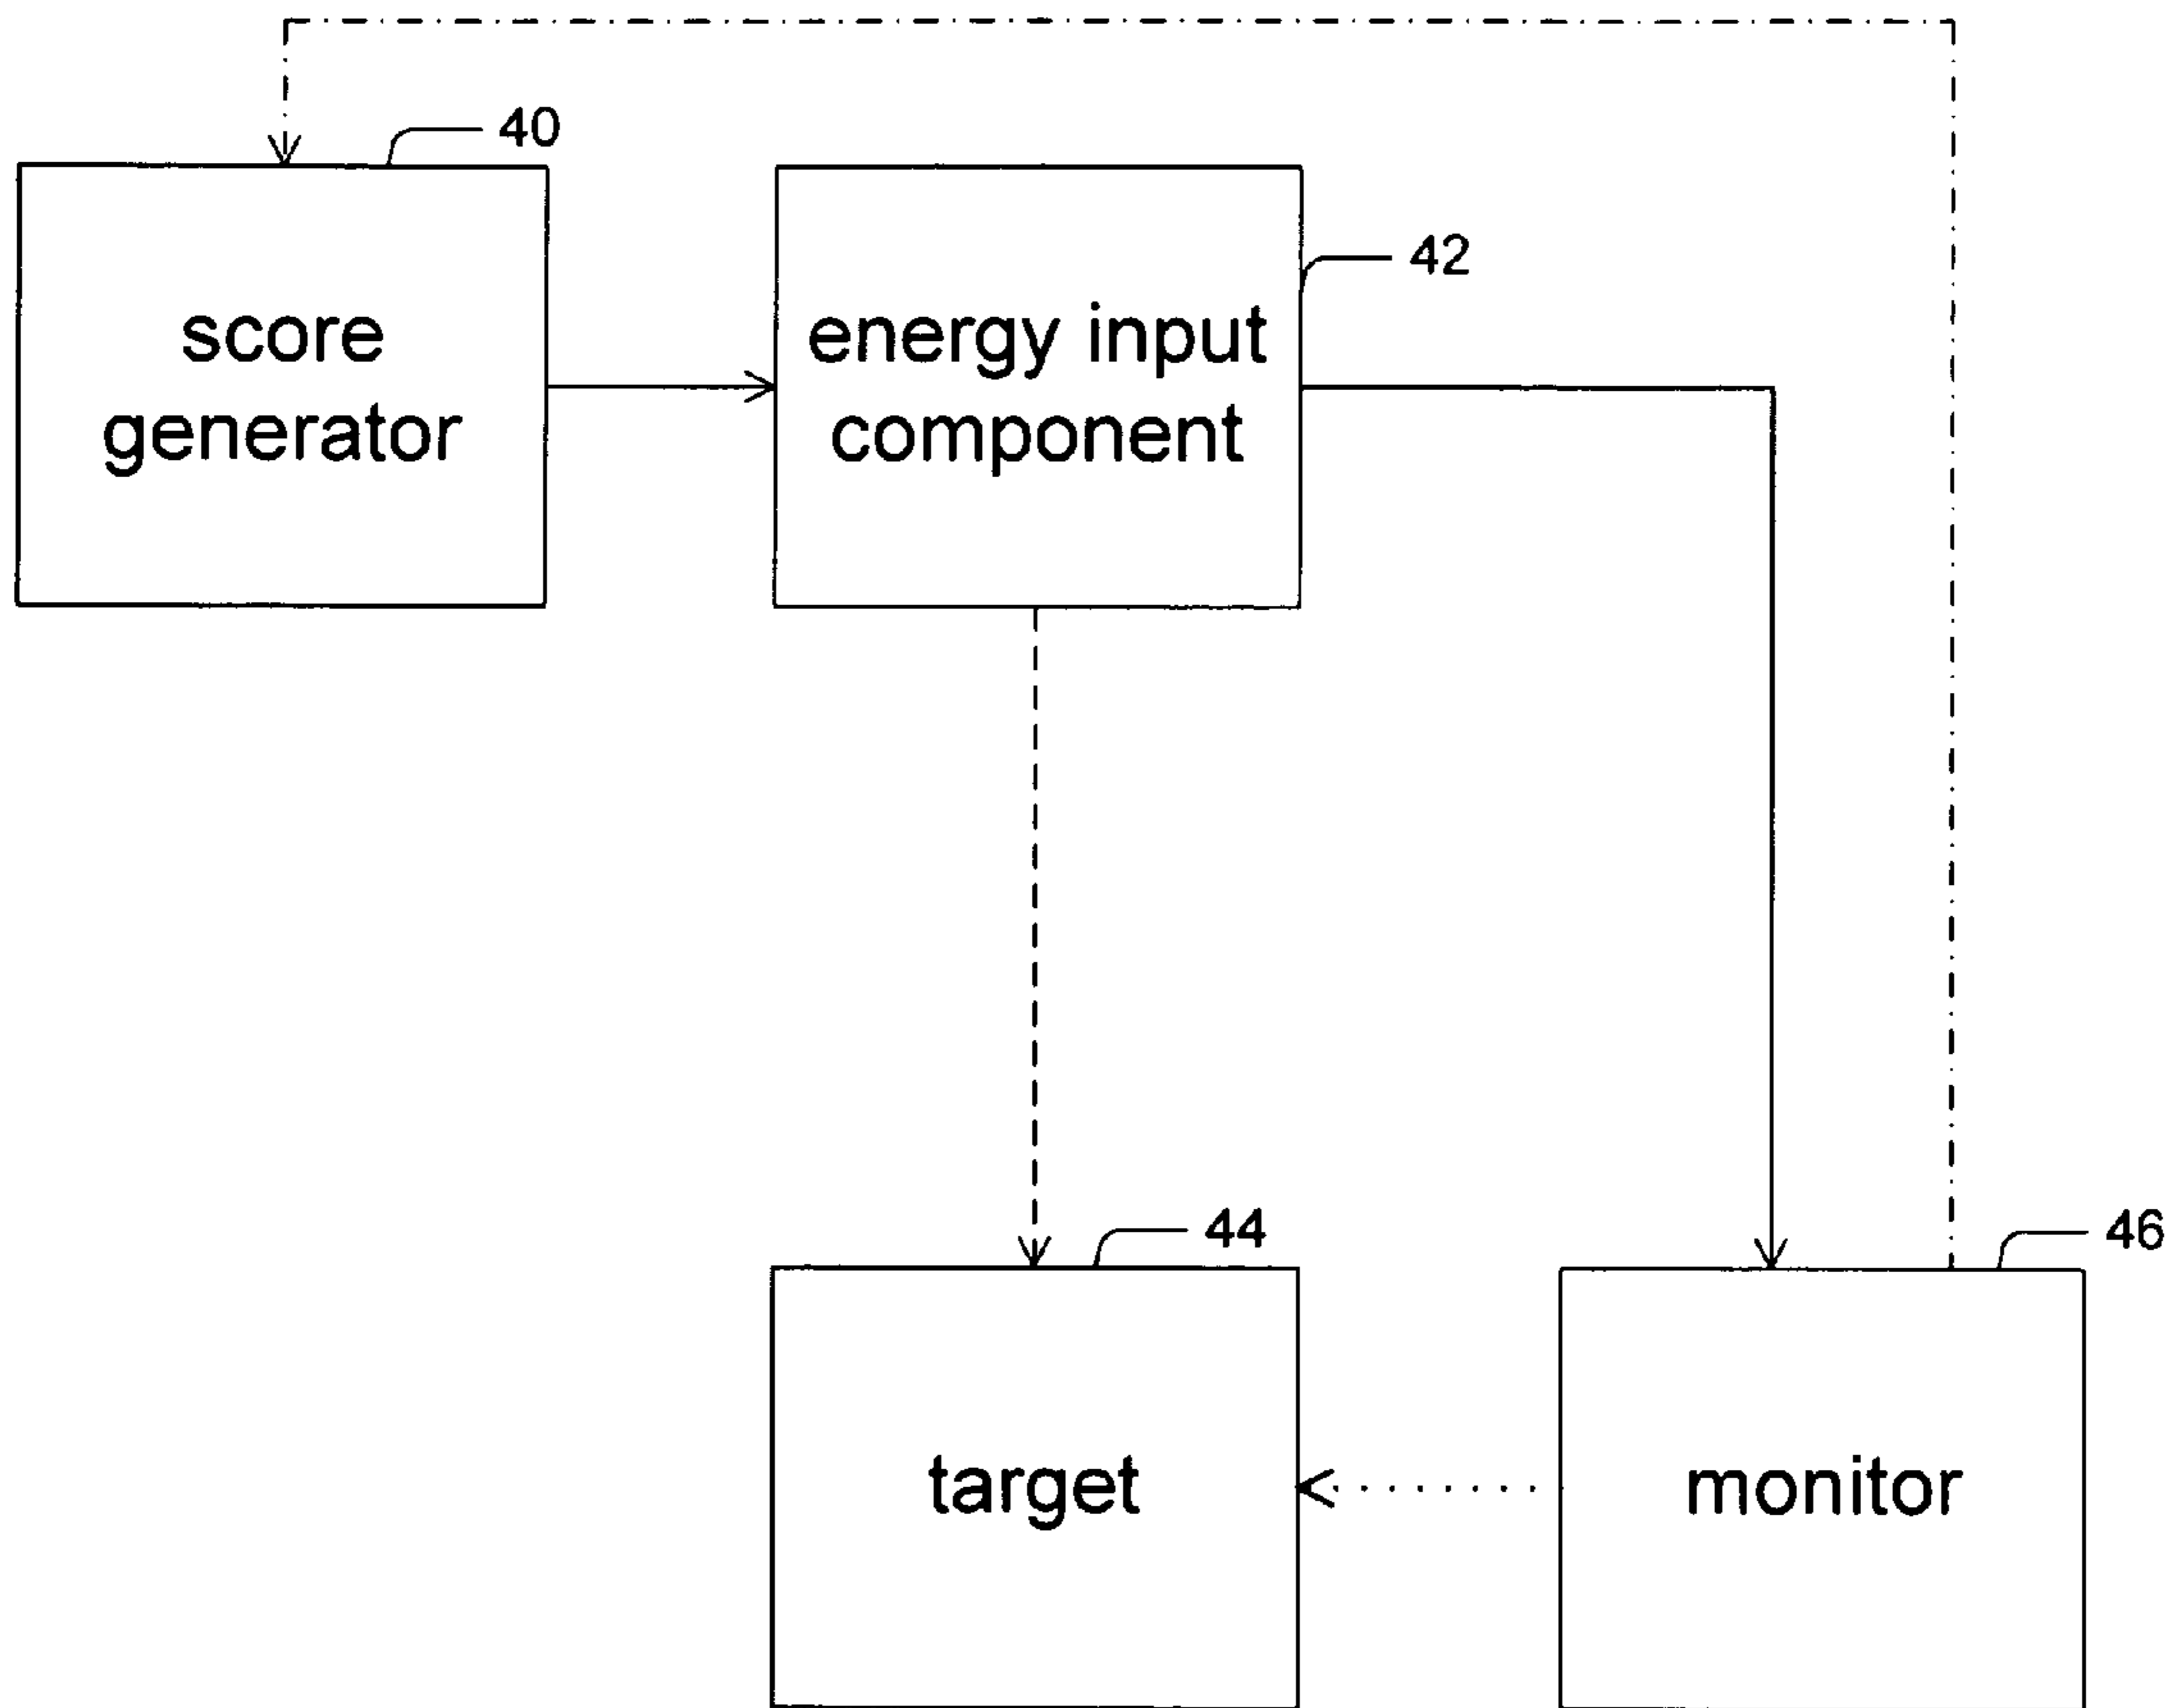 40
score
generator
42
energy input
component
44
target
46
monitor